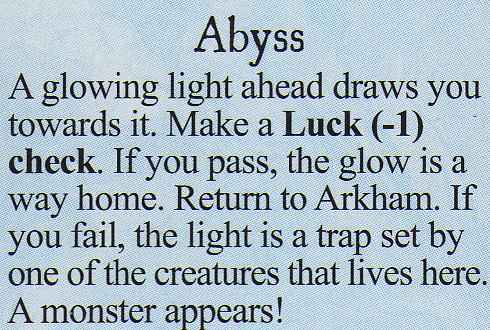 Abyss
A glowing light ahead draws you
towards it. Make a Luck (-1)
check. If you pass, the glow is a
way home. Return to Arkham. If
you fail, the light is a trap set by
one of the creatures that lives here.
A monster appears!